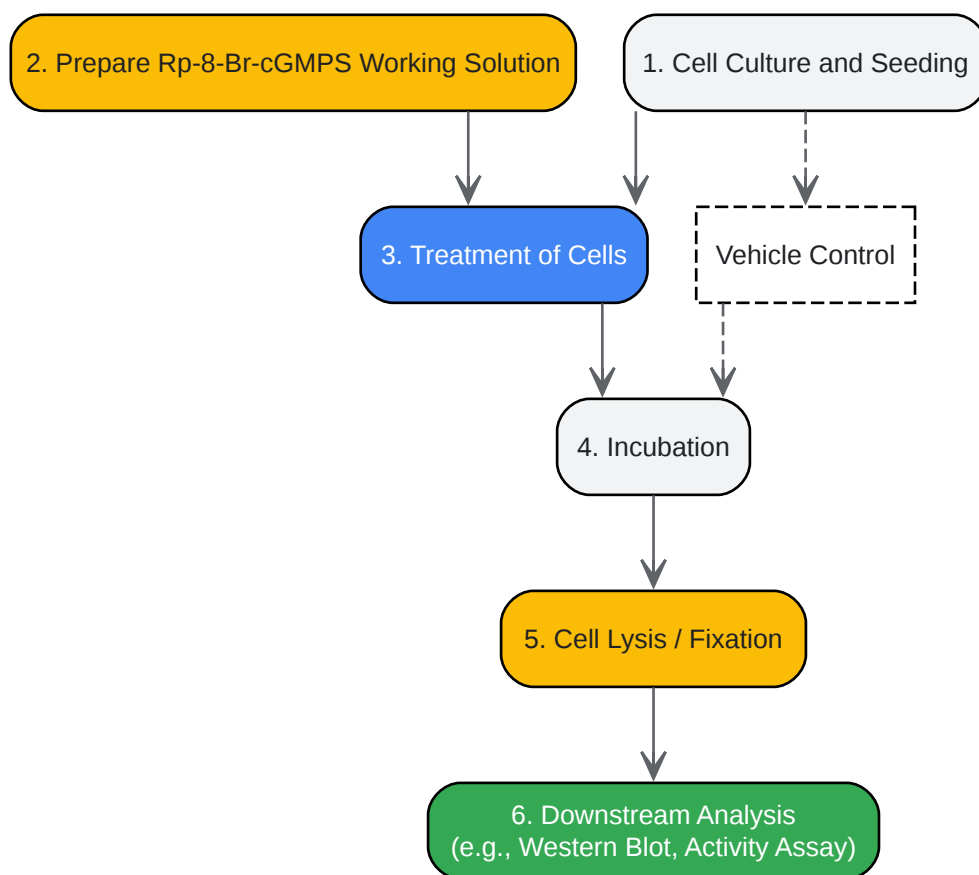 2. Prepare Rp-8-Br-cGMPS Working Solution
1. Cell Culture and Seeding
3. Treatment of Cells
Vehicle Control
4. Incubation
5. Cell Lysis / Fixation
6. Downstream Analysis
(e.g., Western Blot, Activity Assay)